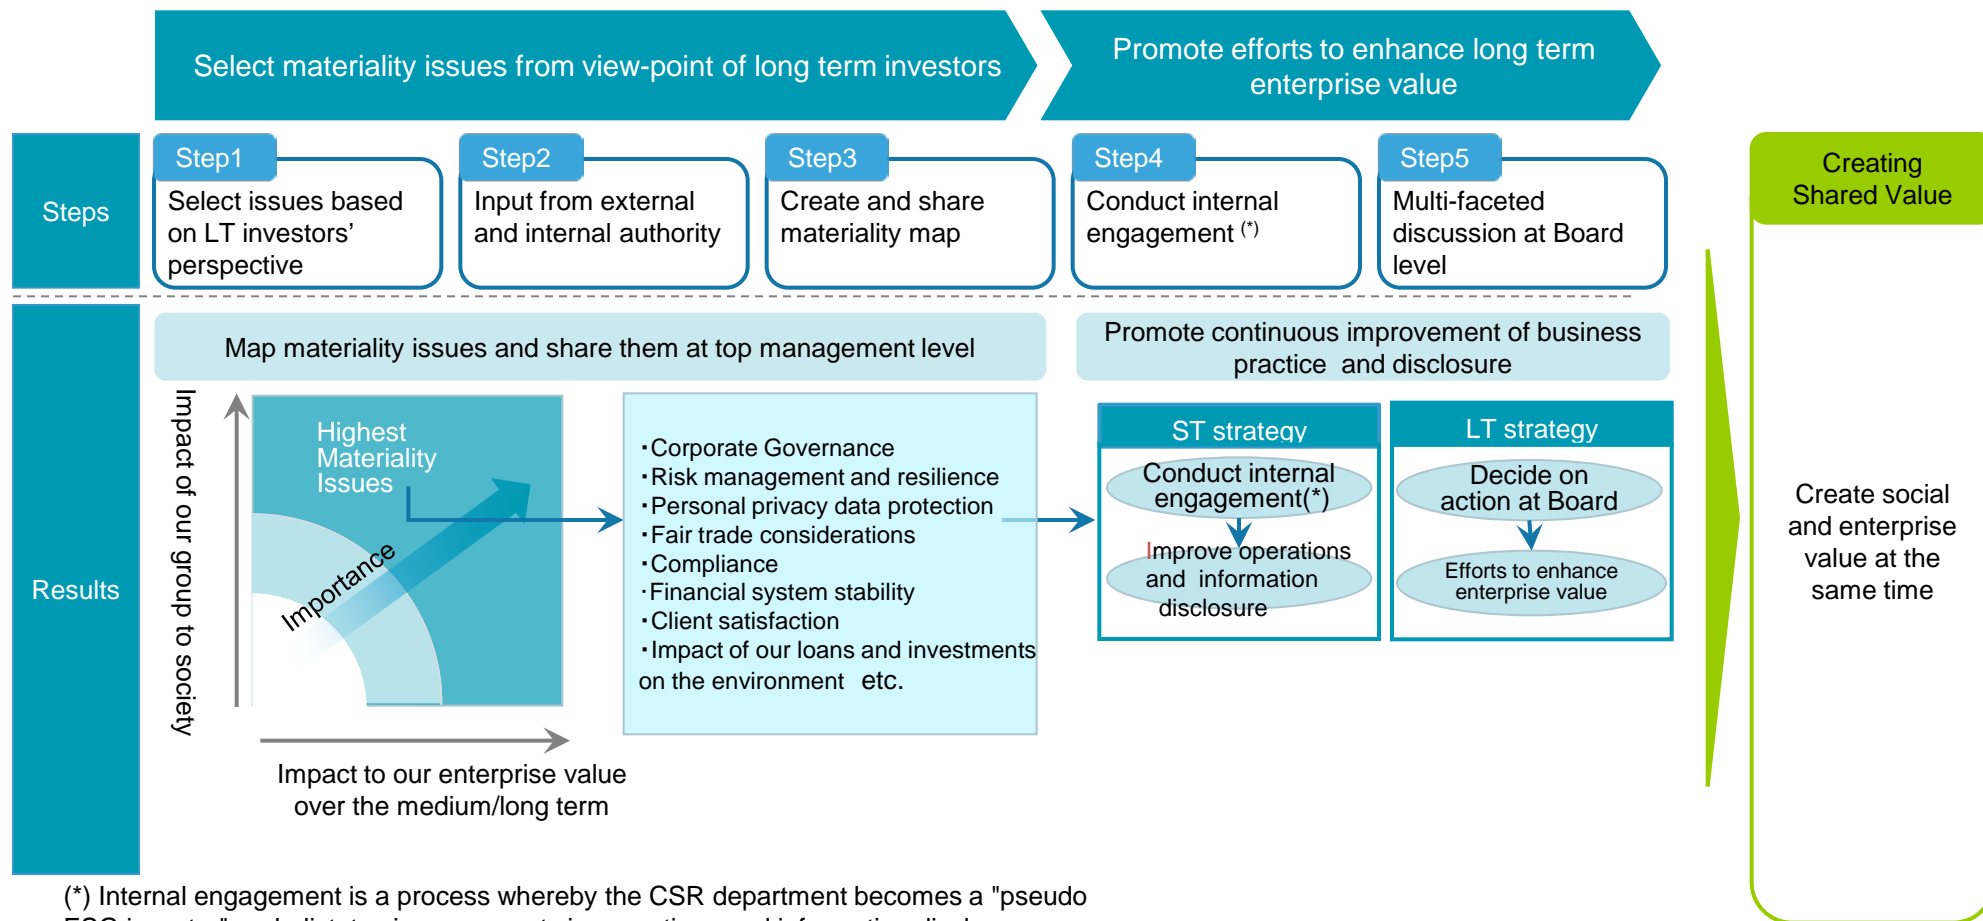 Select materiality issues from view-point of long term investors
Promote efforts to enhance long term
enterprise value
Steps
Step1
Select issues based
on LT investors’
perspective
Step2
Input from external
and internal authority
Step3
Create and share
materiality map
Step4
Conduct internal
engagement (*)
Step5
Multi-faceted
discussion at Board
level
Creating
Shared Value
Results
Map materiality issues and share them at top management level
Promote continuous improvement of business
practice and disclosure
Impact of our group to society
Highest
Materiality
Issues
Importance
Impact to our enterprise value
over the medium/long term
・Corporate Governance
・Risk management and resilience
・Personal privacy data protection
・Fair trade considerations
・Compliance
・Financial system stability
・Client satisfaction
・Impact of our loans and investments
on the environment etc.
ST strategy
Conduct internal
engagement(*)
Improve operations
and information
disclosure
LT strategy
Decide on
action at Board
Efforts to enhance
enterprise value
Create social
and enterprise
value at the
same time
(*) Internal engagement is a process whereby the CSR department becomes a "pseudo